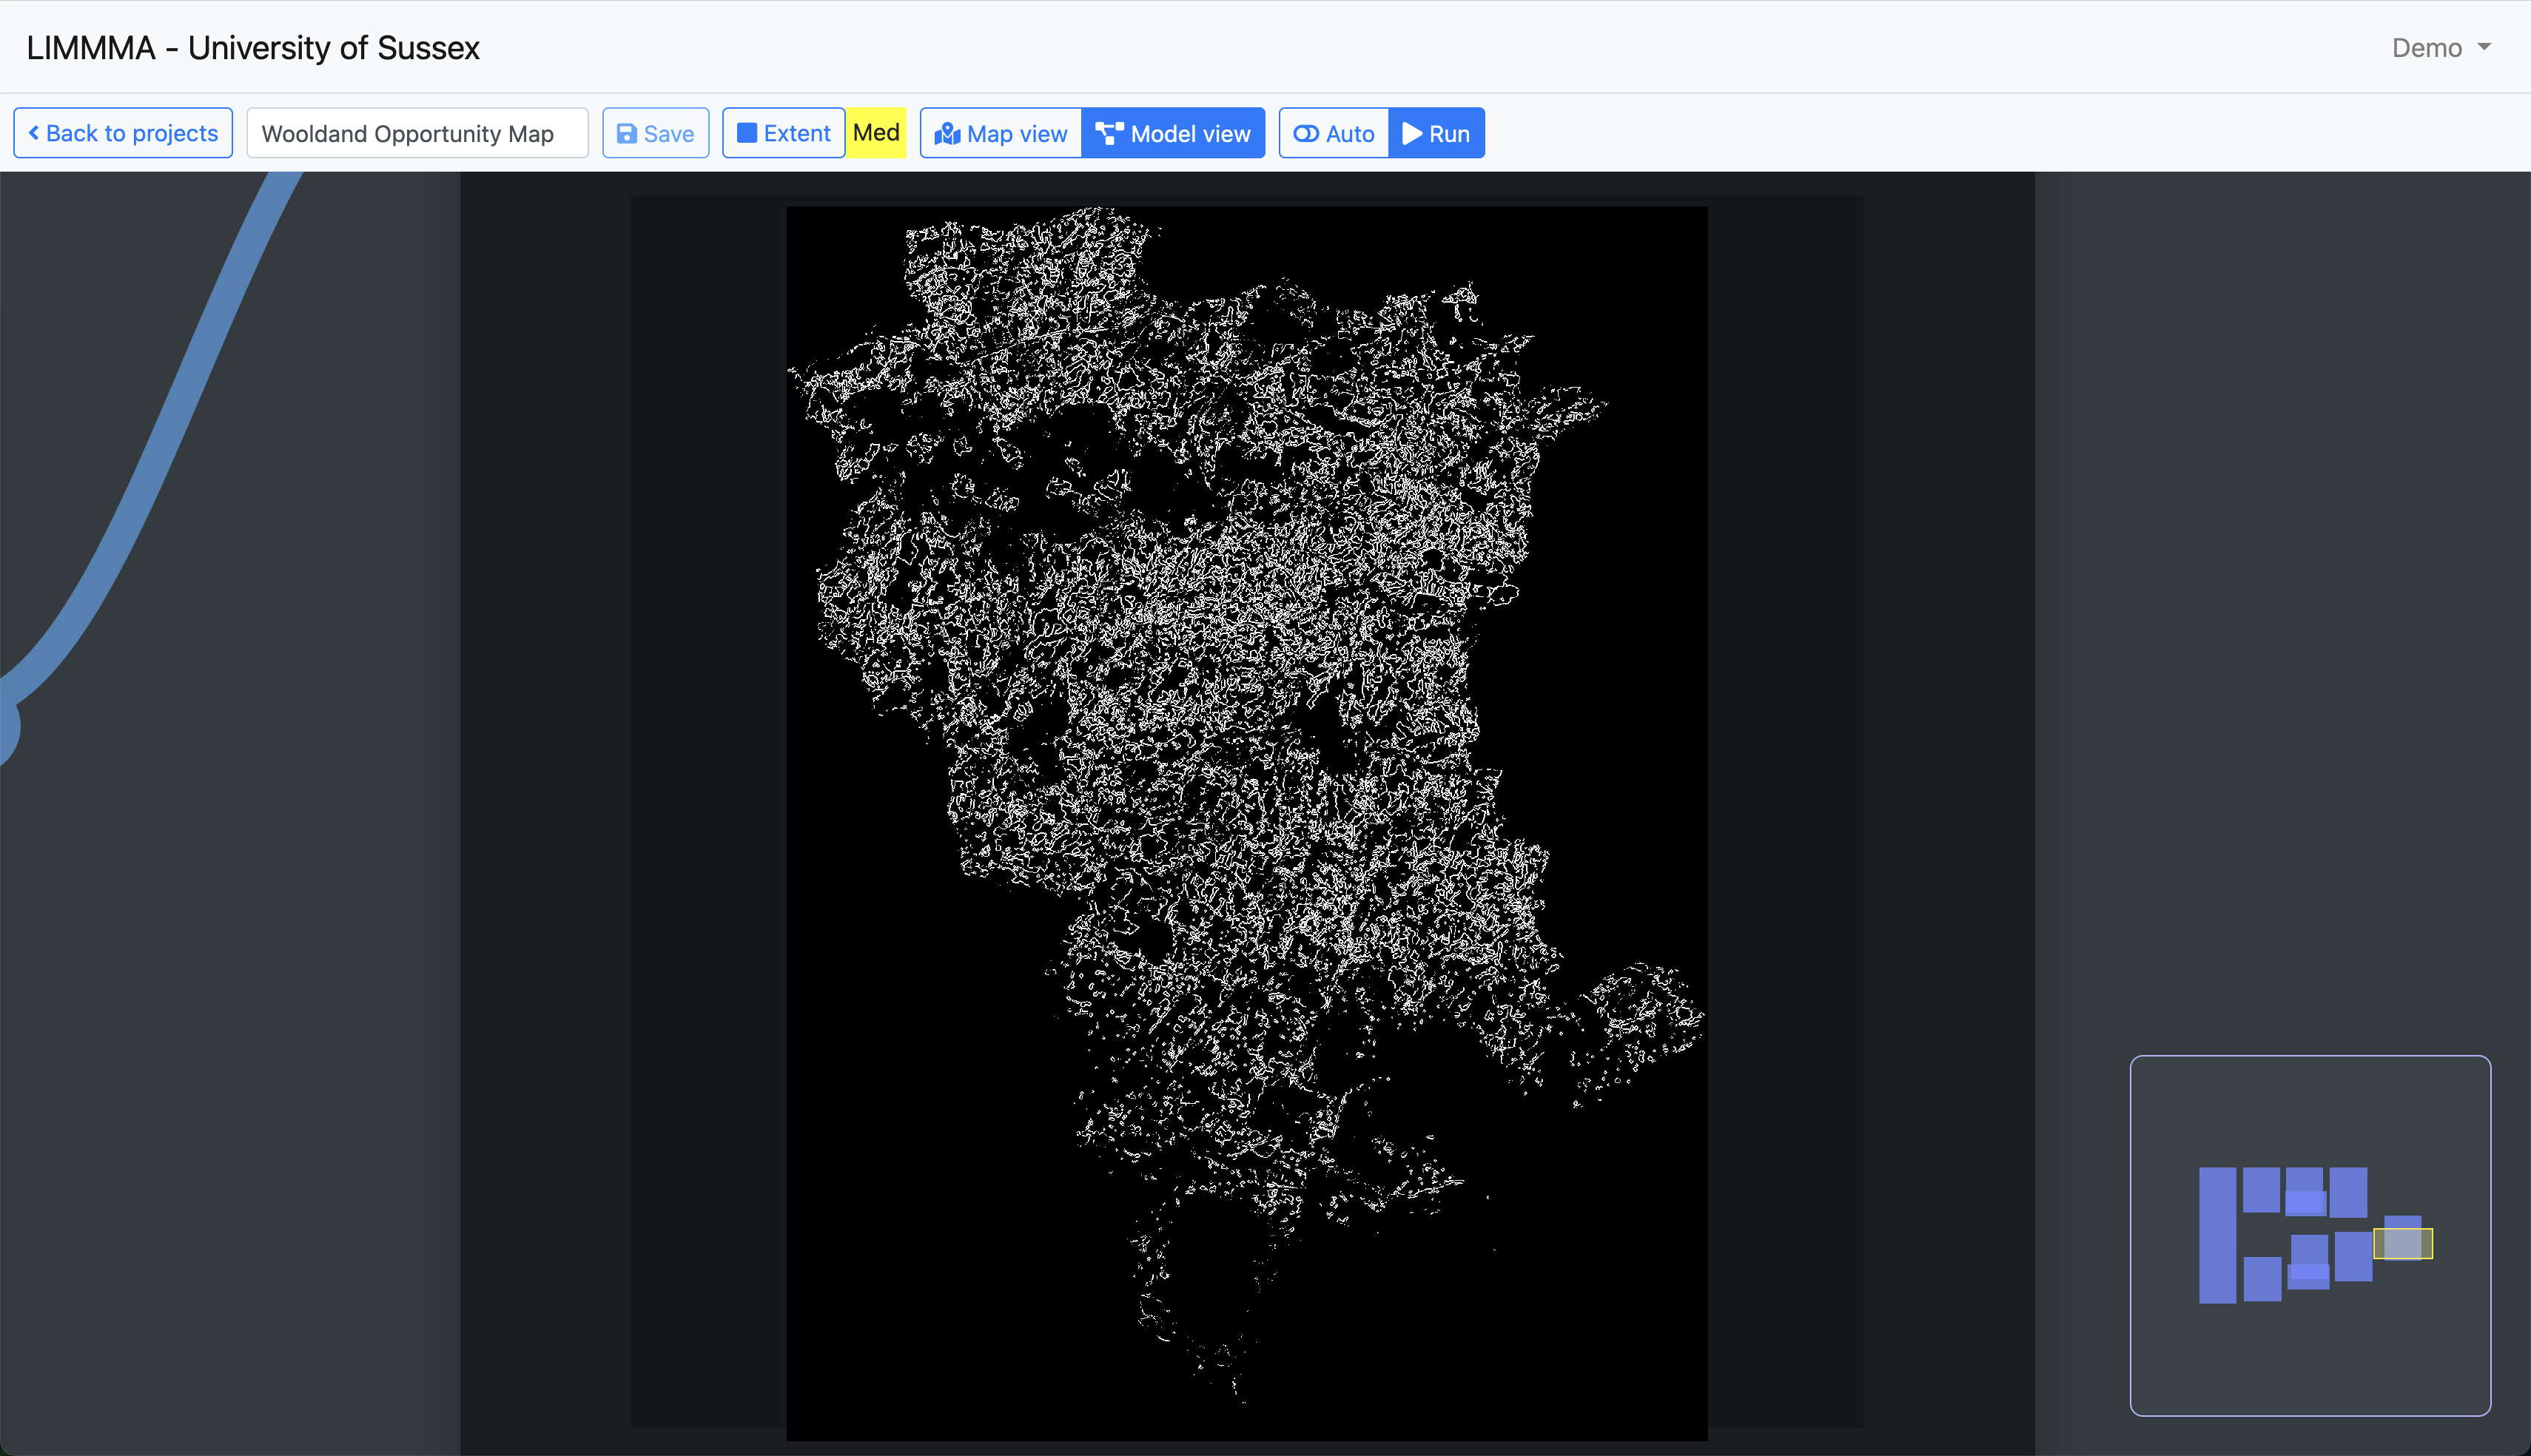 LIMMMA - University of Sussex
Demo
Back to projects
Wooldand Opportunity Map
Save
Extent
Med
Map view
Model view
Auto
Run